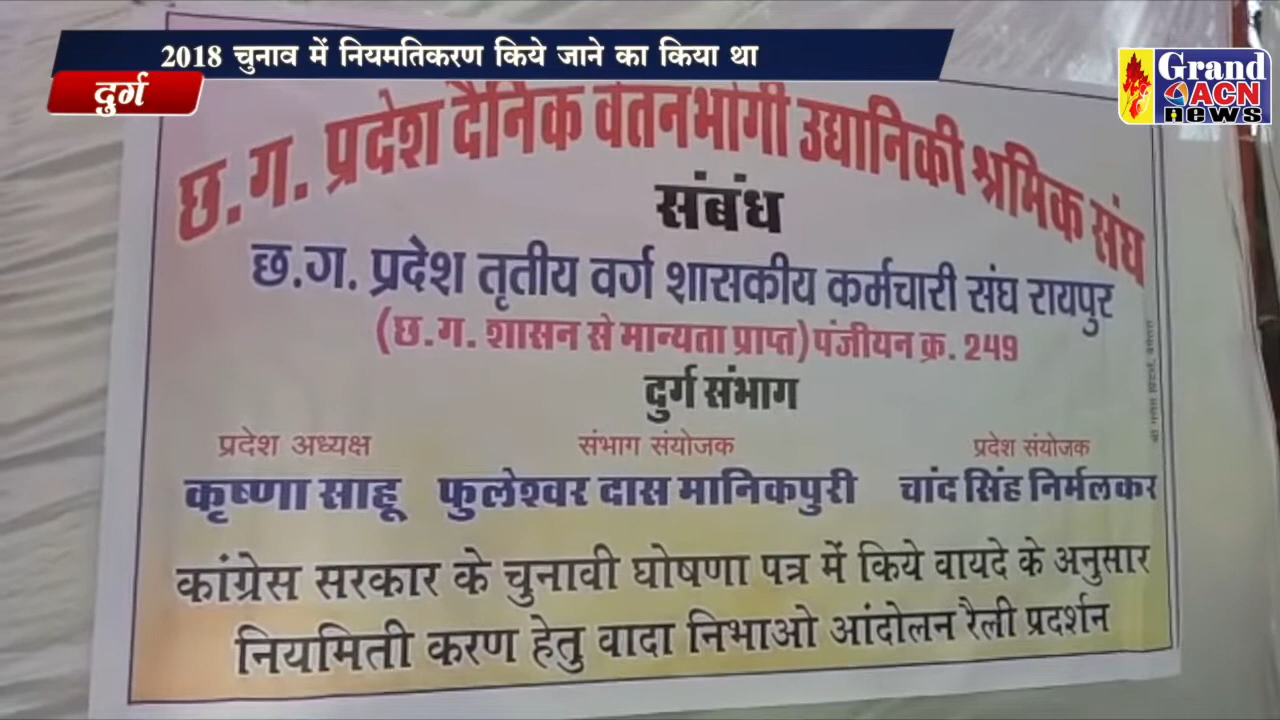 2018 चुनाव में नियमतिकरण किये जाने का किया था
दुर्ग
Grand
ACN
news
छ.ग. प्रदेश दैनिक वेतनभोगी उद्यानिकी श्रमिक संघ
संबंध
छ.ग. प्रदेश तृतीय वर्ग शासकीय कर्मचारी संघ रायपुर
(छ.ग. शासन से मान्यता प्राप्त) पंजीयन क्र. 249
दुर्ग संभाग
प्रदेश अध्यक्ष संभाग संयोजक प्रदेश संयोजक
कृष्णा साहू फुलेश्वर दास मानिकपुरी चांद सिंह निर्मलकर
कांग्रेस सरकार के चुनावी घोषणा पत्र में किये वायदे के अनुसार
नियमिती करण हेतु वादा निभाओ आंदोलन रैली प्रदर्शन